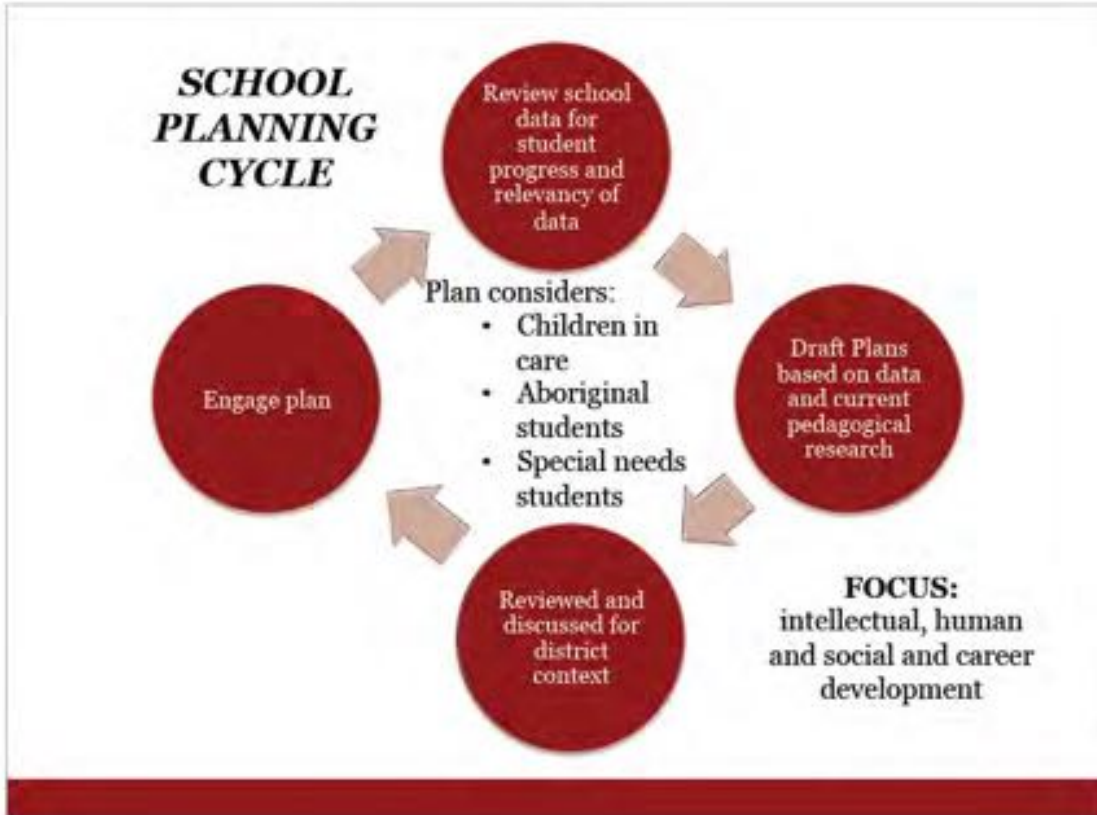 SCHOOL
PLANNING
CYCLE
Review school
data for
student
progress and
relevancy of
data
Plan considers:
• Children in
care
• Aboriginal
students
• Special needs
students
Draft Plans
based on data
and current
pedagogical
research
Reviewed and
discussed for
district
context
Engage plan
FOCUS:
intellectual, human
and social and career
development